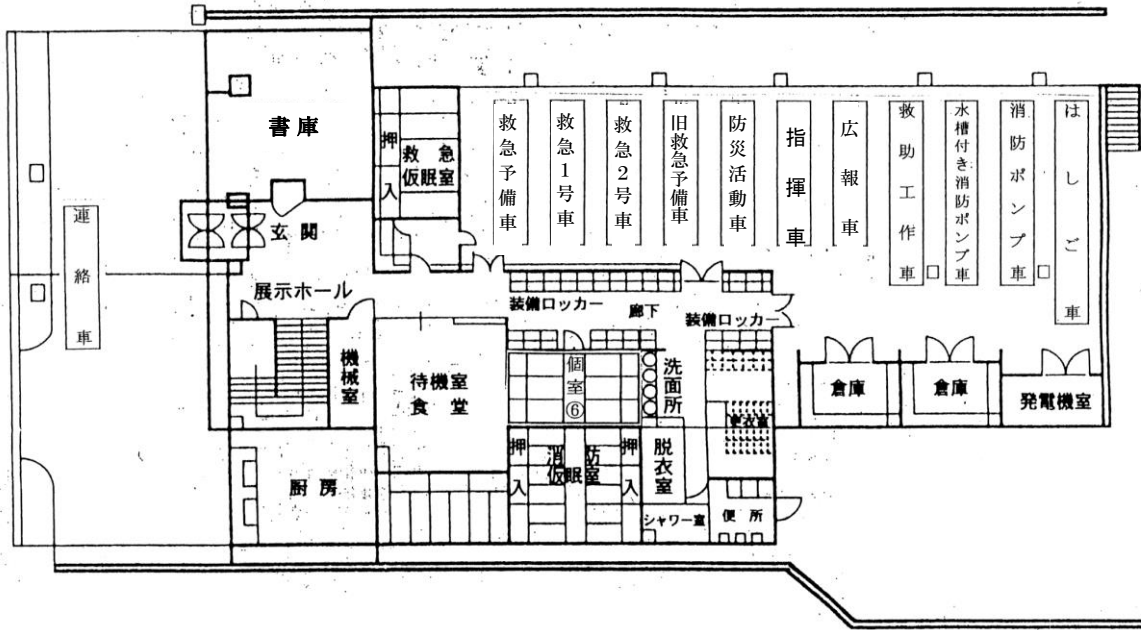 書庫
押入
救急
仮眠室
救急予備車
救急1号車
救急2号車
旧救急予備車
防災活動車
指揮車
広報車
救助工作車
水槽付き消防ポンプ車
消防ポンプ車
はしご車
連絡車
玄関
展示ホール
装備ロッカー
廊下
装備ロッカー
機械室
待機室
食堂
個室⑥
洗面所
更衣室
倉庫
倉庫
発電機室
厨房
押入
消防
仮眠室
押入
脱衣室
シャワー室
便所